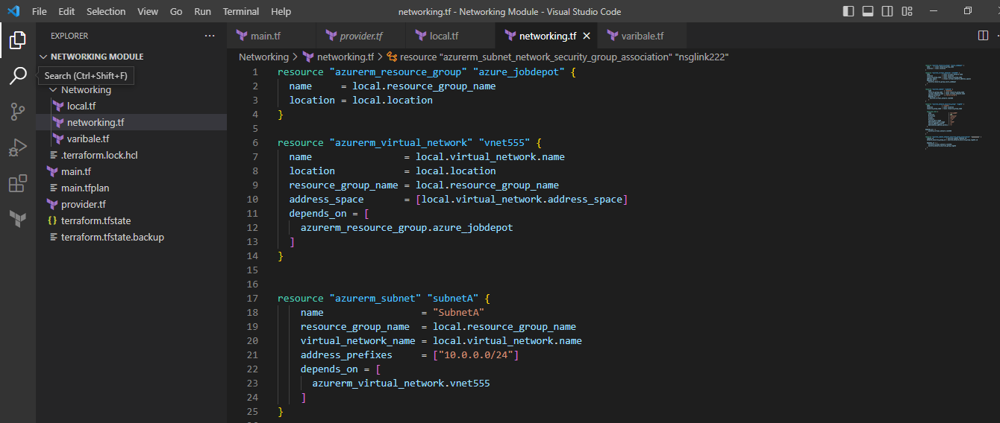 File Edit Selection View Go Run Terminal Help networking.tf - Networking Module - Visual Studio Code
EXPLORER
NETWORKING MODULE
Search (Ctrl+Shift+F)
Networking
local.tf
networking.tf
varibale.tf
.terraform.lock.hcl
main.tf
main.tfplan
provider.tf
terraform.tfstate
terraform.tfstate.backup
main.tf provider.tf local.tf networking.tf varibale.tf
Networking > networking.tf > resource "azurerm_subnet_network_security_group_association" "nsglink222"
1 resource "azurerm_resource_group" "azure_jobdepot" {
2 name = local.resource_group_name
3 location = local.location
4 }
5
6 resource "azurerm_virtual_network" "vnet555" {
7 name = local.virtual_network.name
8 location = local.location
9 resource_group_name = local.resource_group_name
10 address_space = [local.virtual_network.address_space]
11 depends_on = [
12 azurerm_resource_group.azure_jobdepot
13 ]
14 }
15
16
17 resource "azurerm_subnet" "subnetA" {
18 name = "SubnetA"
19 resource_group_name = local.resource_group_name
20 virtual_network_name = local.virtual_network.name
21 address_prefixes = ["10.0.0.0/24"]
22 depends_on = [
23 azurerm_virtual_network.vnet555
24 ]
25 }